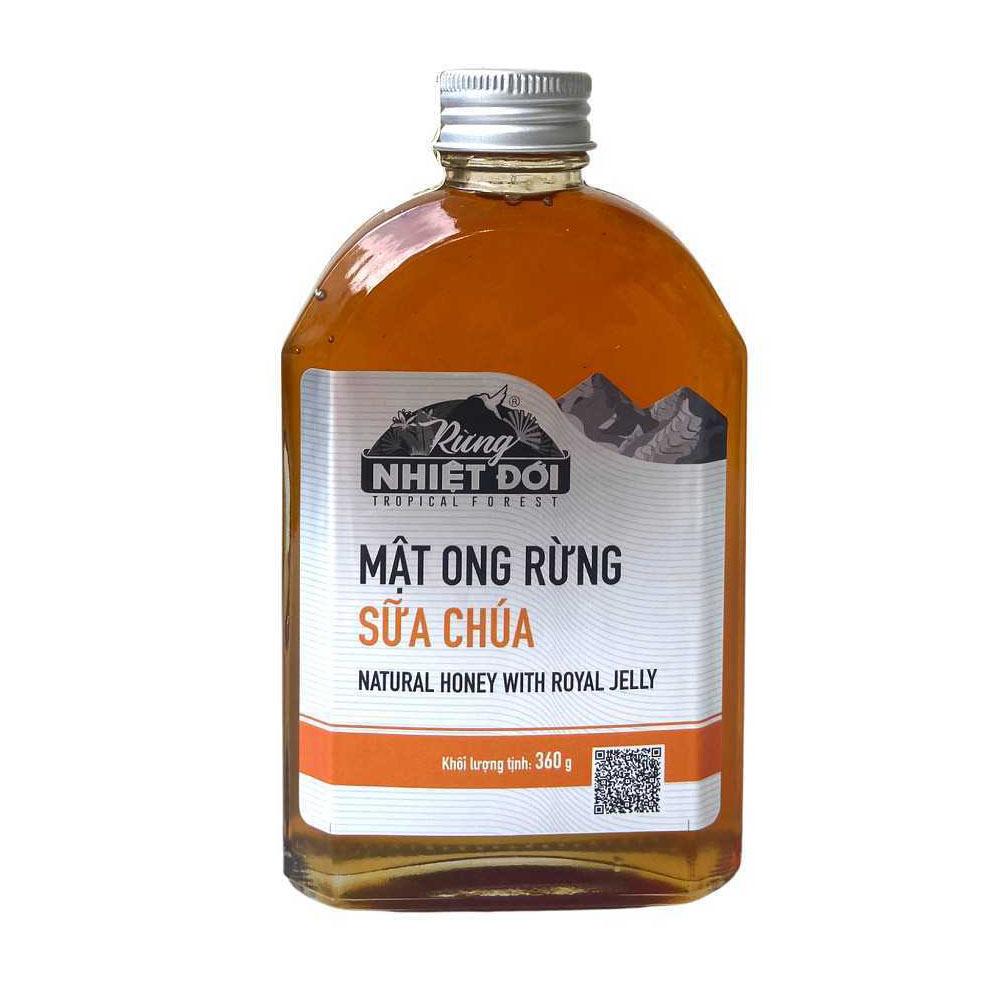 Rừng
®
NHIỆT ĐỚI
TROPICAL FOREST
MẬT ONG RỪNG
SỮA CHÚA
NATURAL HONEY WITH ROYAL JELLY
Khối lượng tịnh: 360 g